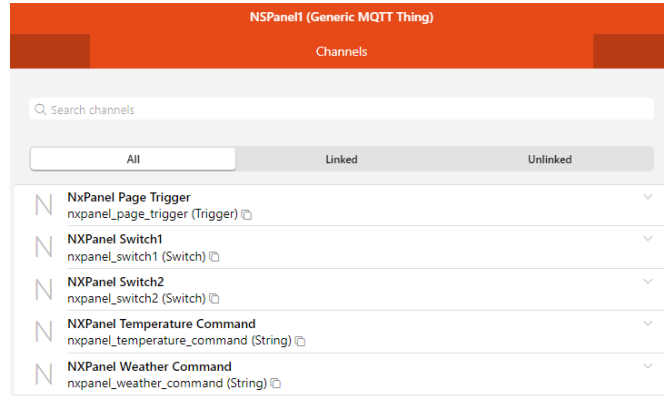 NSPanel1 (Generic MQTT Thing)
Channels
Search channels
All Linked Unlinked
N
NxPanel Page Trigger
nxpanel_page_trigger (Trigger)
N
NXPanel Switch1
nxpanel_switch1 (Switch)
N
NXPanel Switch2
nxpanel_switch2 (Switch)
N
NXPanel Temperature Command
nxpanel_temperature_command (String)
N
NXPanel Weather Command
nxpanel_weather_command (String)